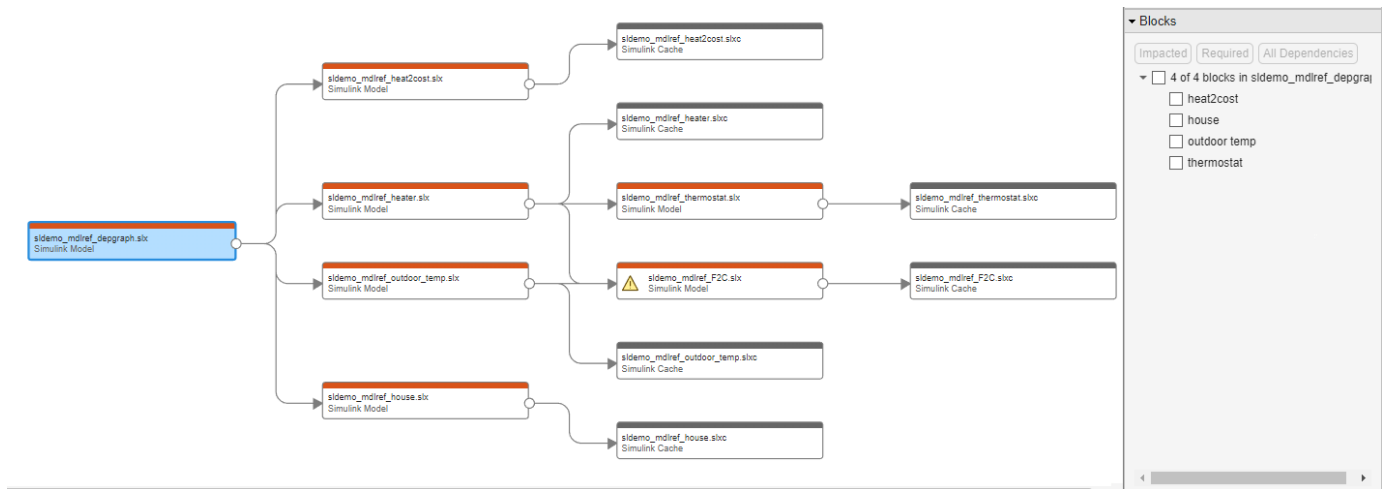 sldemo_mdlref_heat2cost.slxc
Simulink Cache
sldemo_mdlref_heat2cost.slx
Simulink Model
sldemo_mdlref_heater.slxc
Simulink Cache
sldemo_mdlref_heater.slx
Simulink Model
sldemo_mdlref_thermostat.slx
Simulink Model
sldemo_mdlref_thermostat.slxc
Simulink Cache
sldemo_mdlref_depgraph.slx
Simulink Model
sldemo_mdlref_outdoor_temp.slx
Simulink Model
sldemo_mdlref_F2C.slx
Simulink Model
sldemo_mdlref_F2C.slxc
Simulink Cache
sldemo_mdlref_outdoor_temp.slxc
Simulink Cache
sldemo_mdlref_house.slx
Simulink Model
sldemo_mdlref_house.slxc
Simulink Cache
Blocks
Impacted Required All Dependencies
4 of 4 blocks in sldemo_mdlref_depgra
heat2cost
house
outdoor temp
thermostat